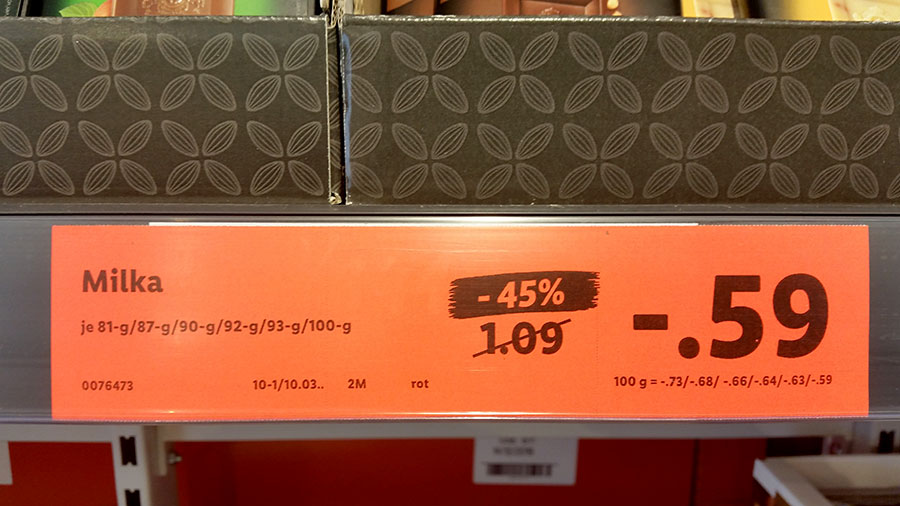 Milka
je 81-g/87-g/90-g/92-g/93-g/100-g
- 45%
1.09
-.59
0076473 10-1/10.03.. 2M rot
100 g = -.73/-.68/ -.66/-.64/-.63/-.59